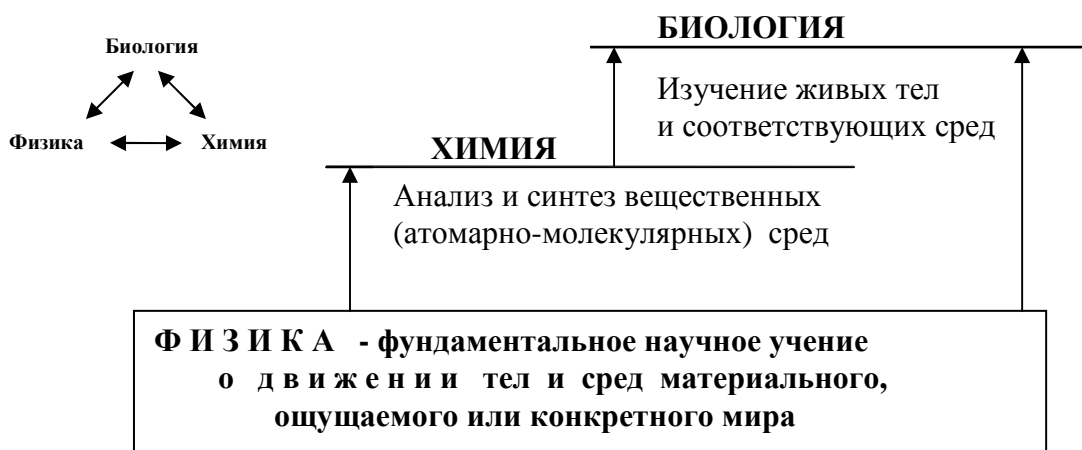 БИОЛОГИЯ
Биология
Изучение живых тел
и соответствующих сред
Физика
Химия
ХИМИЯ
Анализ и синтез вещественных
(атомарно-молекулярных) сред
Ф И З И К А - фундаментальное научное учение
о д в и ж е н и и тел и сред материального,
ощущаемого или конкретного мира